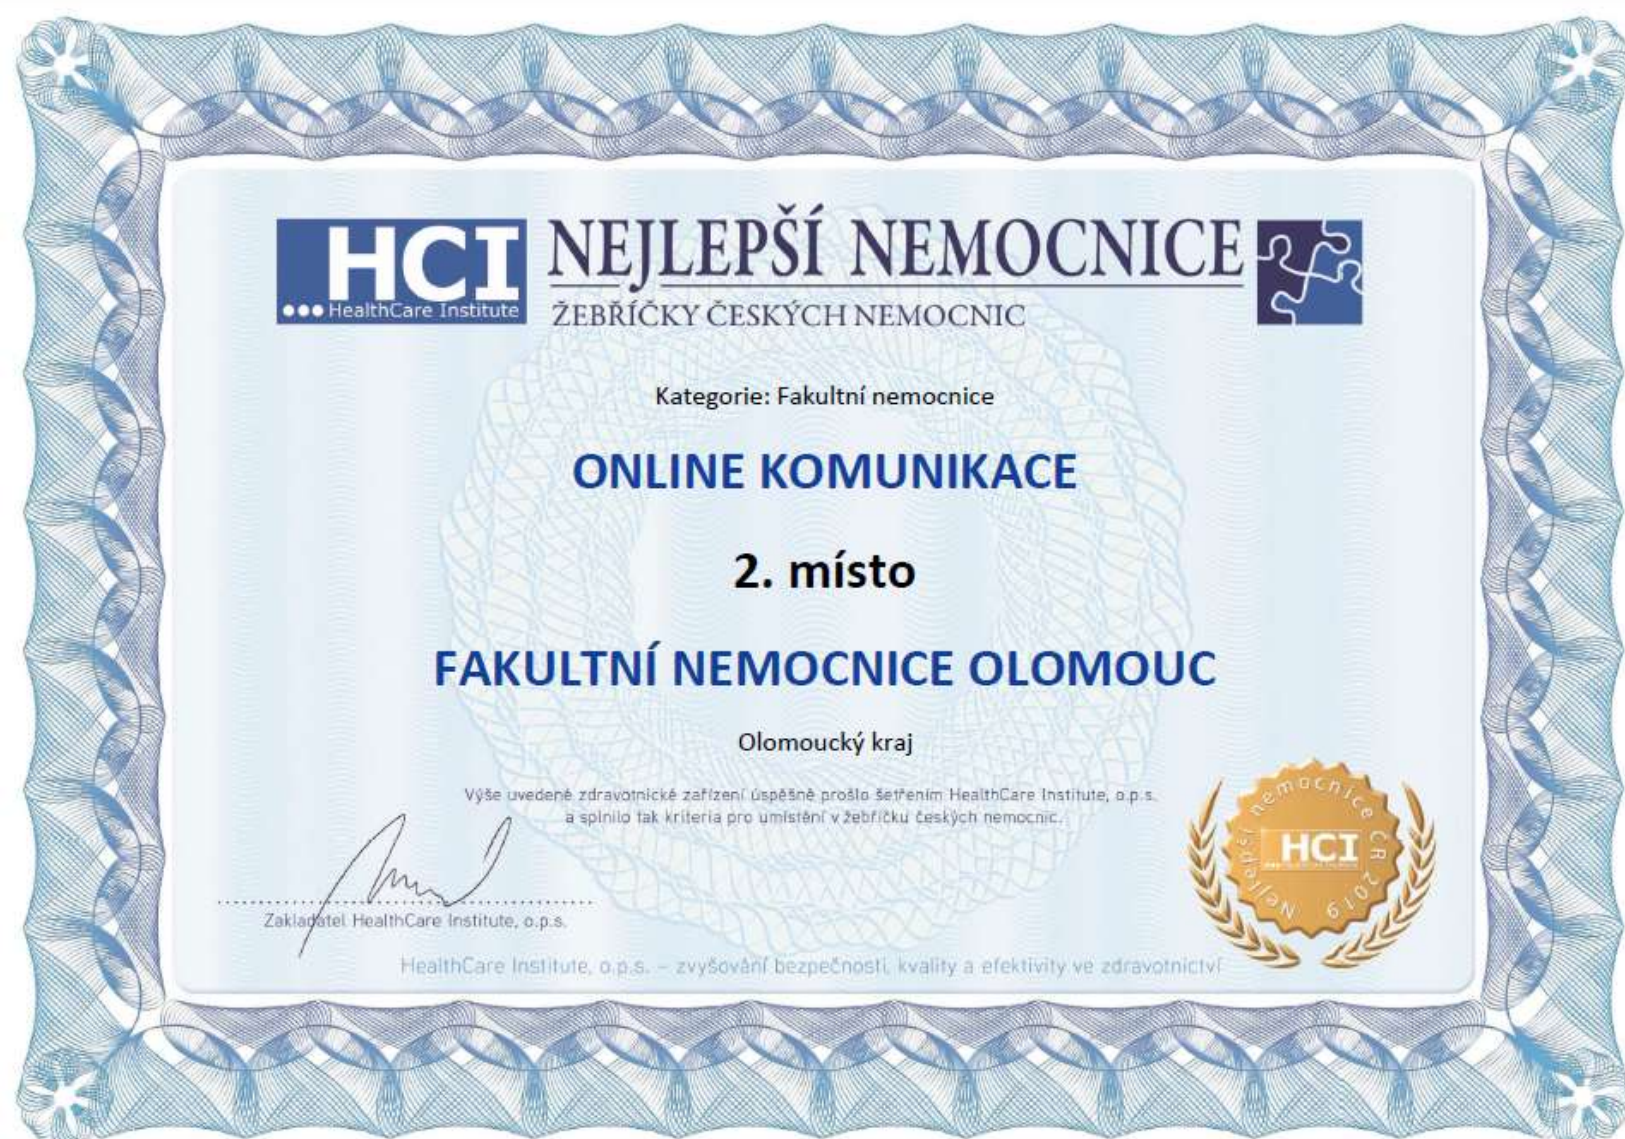 HCI
●●● HealthCare Institute
NEJLEPŠÍ NEMOCNICE
ŽEBŘÍČKY ČESKÝCH NEMOCNIC
Kategorie: Fakultní nemocnice
ONLINE KOMUNIKACE
2. místo
FAKULTNÍ NEMOCNICE OLOMOUC
Olomoucký kraj
Výše uvedené zdravotnické zařízení úspěšně prošlo šetřením HealthCare Institute, o.p.s.
a splnilo tak kriteria pro umístění v žebříčku českých nemocnic.
Zakladatel HealthCare Institute, o.p.s.
HealthCare Institute, o.p.s. – zvyšování bezpečnosti, kvality a efektivity ve zdravotnictví
Nejlepší nemocnice ČR 2019
HCI